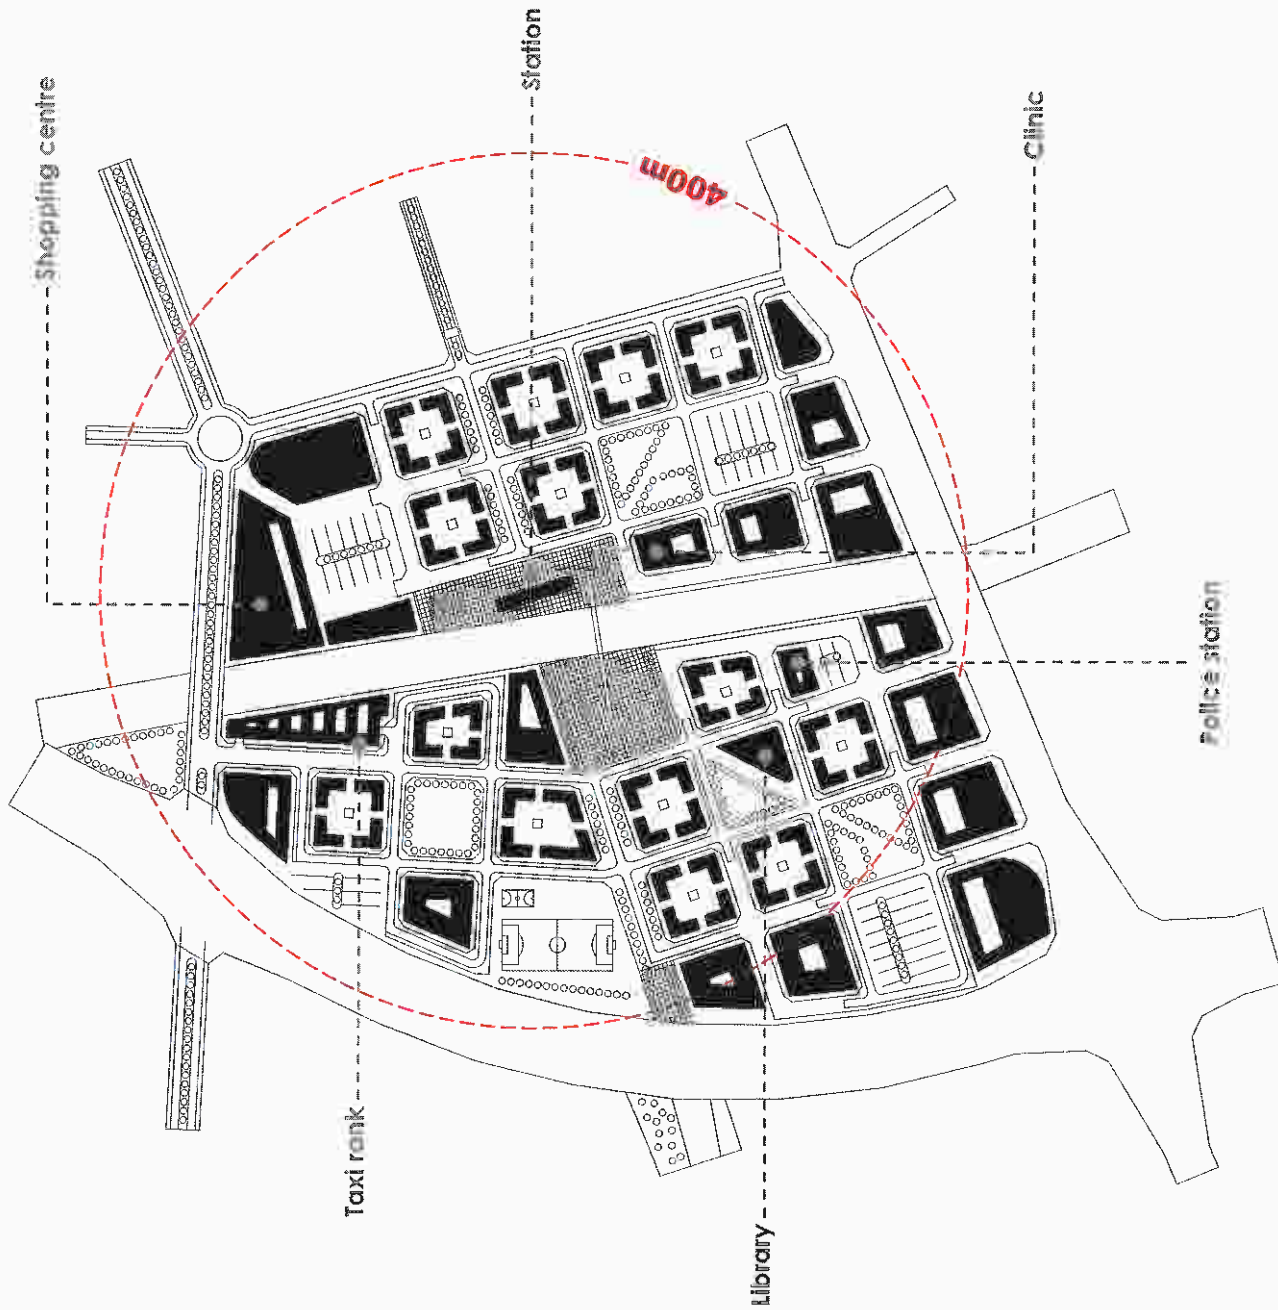 Shopping centre
Station
Clinic
400m
Police station
Taxi rank
Library